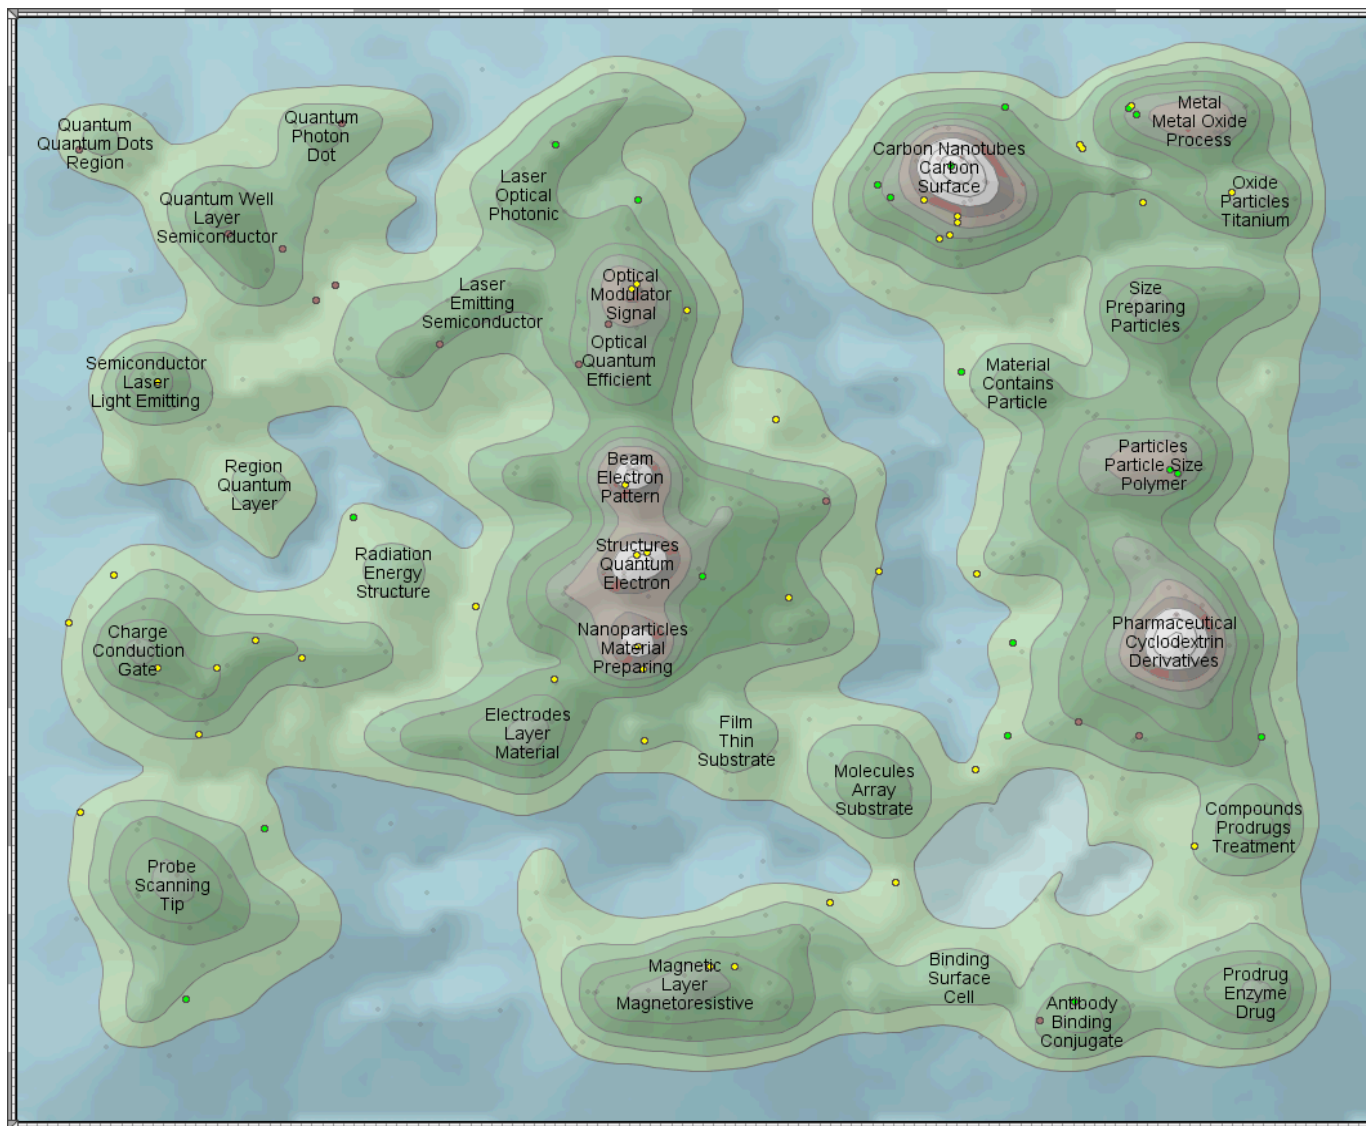 Quantum
Quantum Dots
Region
Quantum
Photon
Dot
Quantum Well
Layer
Semiconductor
Laser
Optical
Photonic
Carbon Nanotubes
Carbon
Surface
Metal
Metal Oxide
Process
Oxide
Particles
Titanium
Laser
Emitting
Semiconductor
Optical
Modulator
Signal
Optical
Quantum
Efficient
Size
Preparing
Particles
Semiconductor
Laser
Light Emitting
Material
Contains
Particle
Region
Quantum
Layer
Beam
Electron
Pattern
Particles
Particle Size
Polymer
Radiation
Energy
Structure
Structures
Quantum
Electron
Charge
Conduction
Gate
Nanoparticles
Material
Preparing
Pharmaceutical
Cyclodextrin
Derivatives
Electrodes
Layer
Material
Film
Thin
Substrate
Molecules
Array
Substrate
Compounds
Prodrugs
Treatment
Probe
Scanning
Tip
Magnetic
Layer
Magnetoresistive
Binding
Surface
Cell
Antibody
Binding
Conjugate
Prodrug
Enzyme
Drug